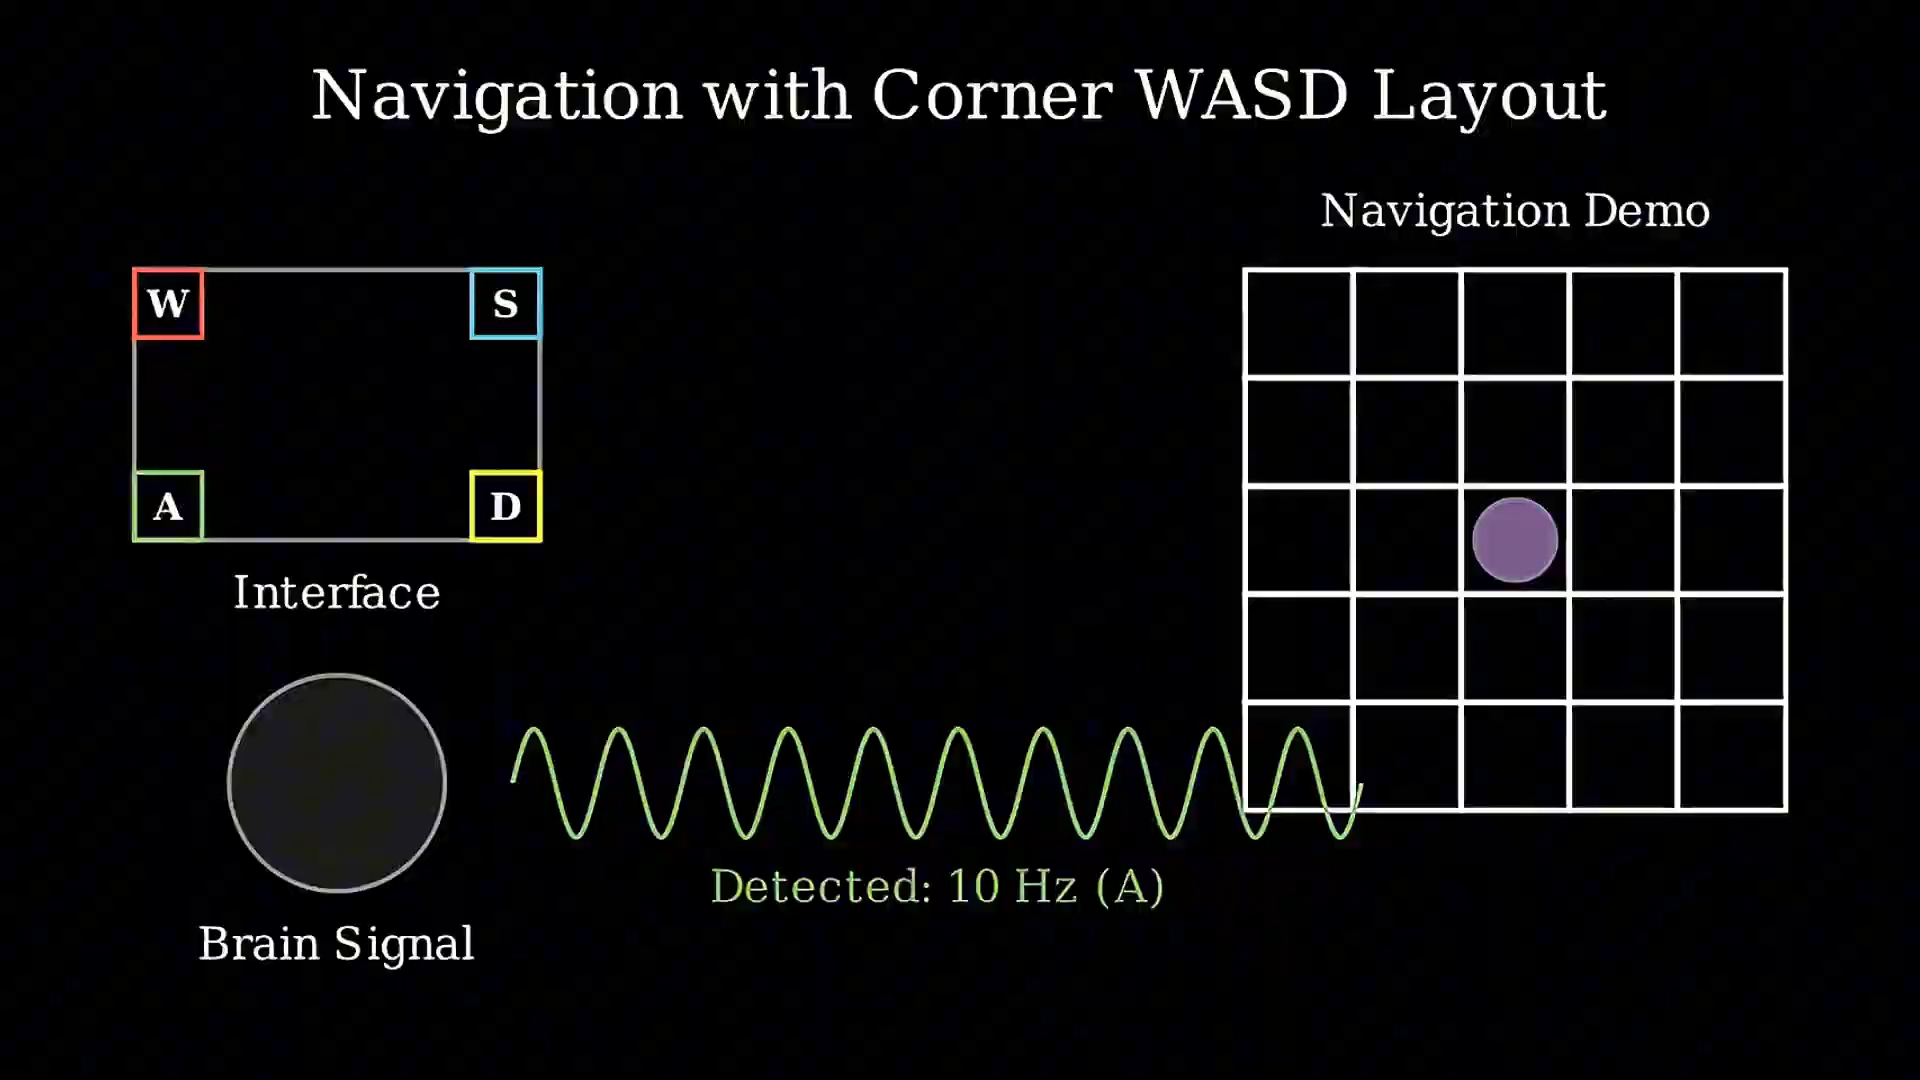 Navigation with Corner WASD Layout
Navigation Demo
W
S
A
D
Interface
Detected: 10 Hz (A)
Brain Signal